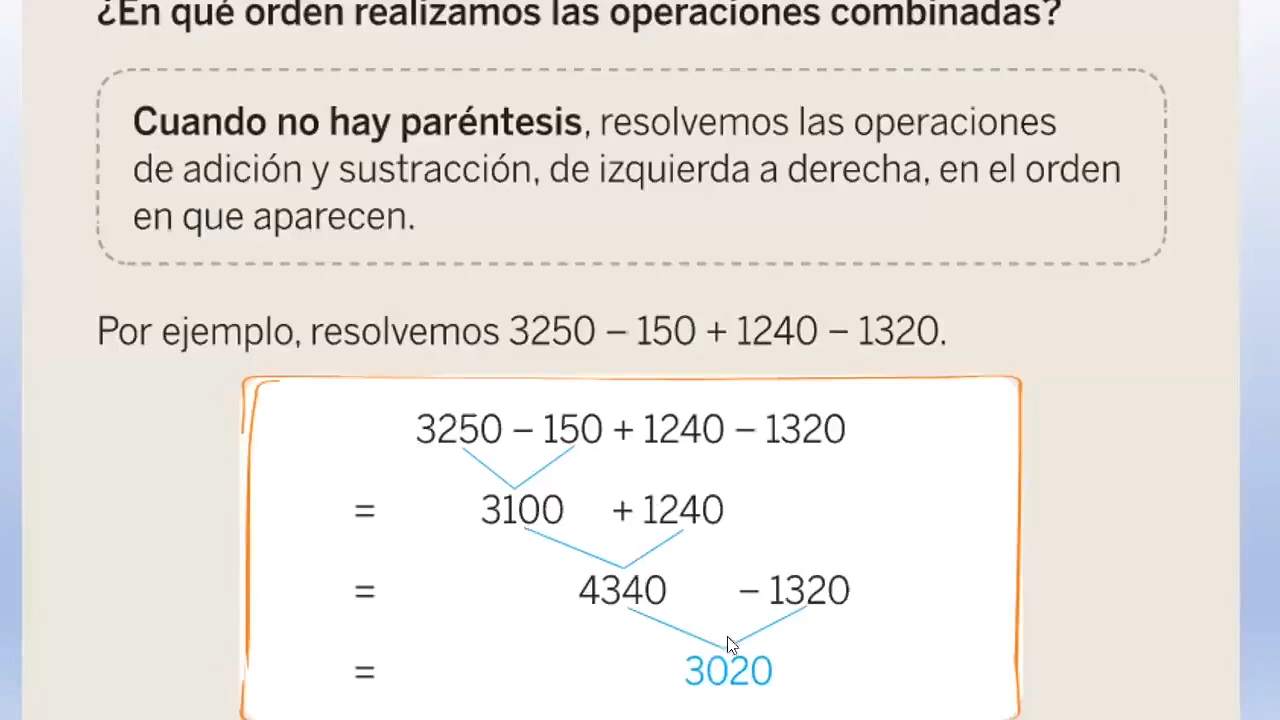 ¿En qué orden realizamos las operaciones combinadas?
Cuando no hay paréntesis, resolvemos las operaciones
de adición y sustracción, de izquierda a derecha, en el orden
en que aparecen.
Por ejemplo, resolvemos 3250 – 150 + 1240 – 1320.
3250 – 150 + 1240 – 1320
= 3100 + 1240
= 4340 – 1320
= 3020